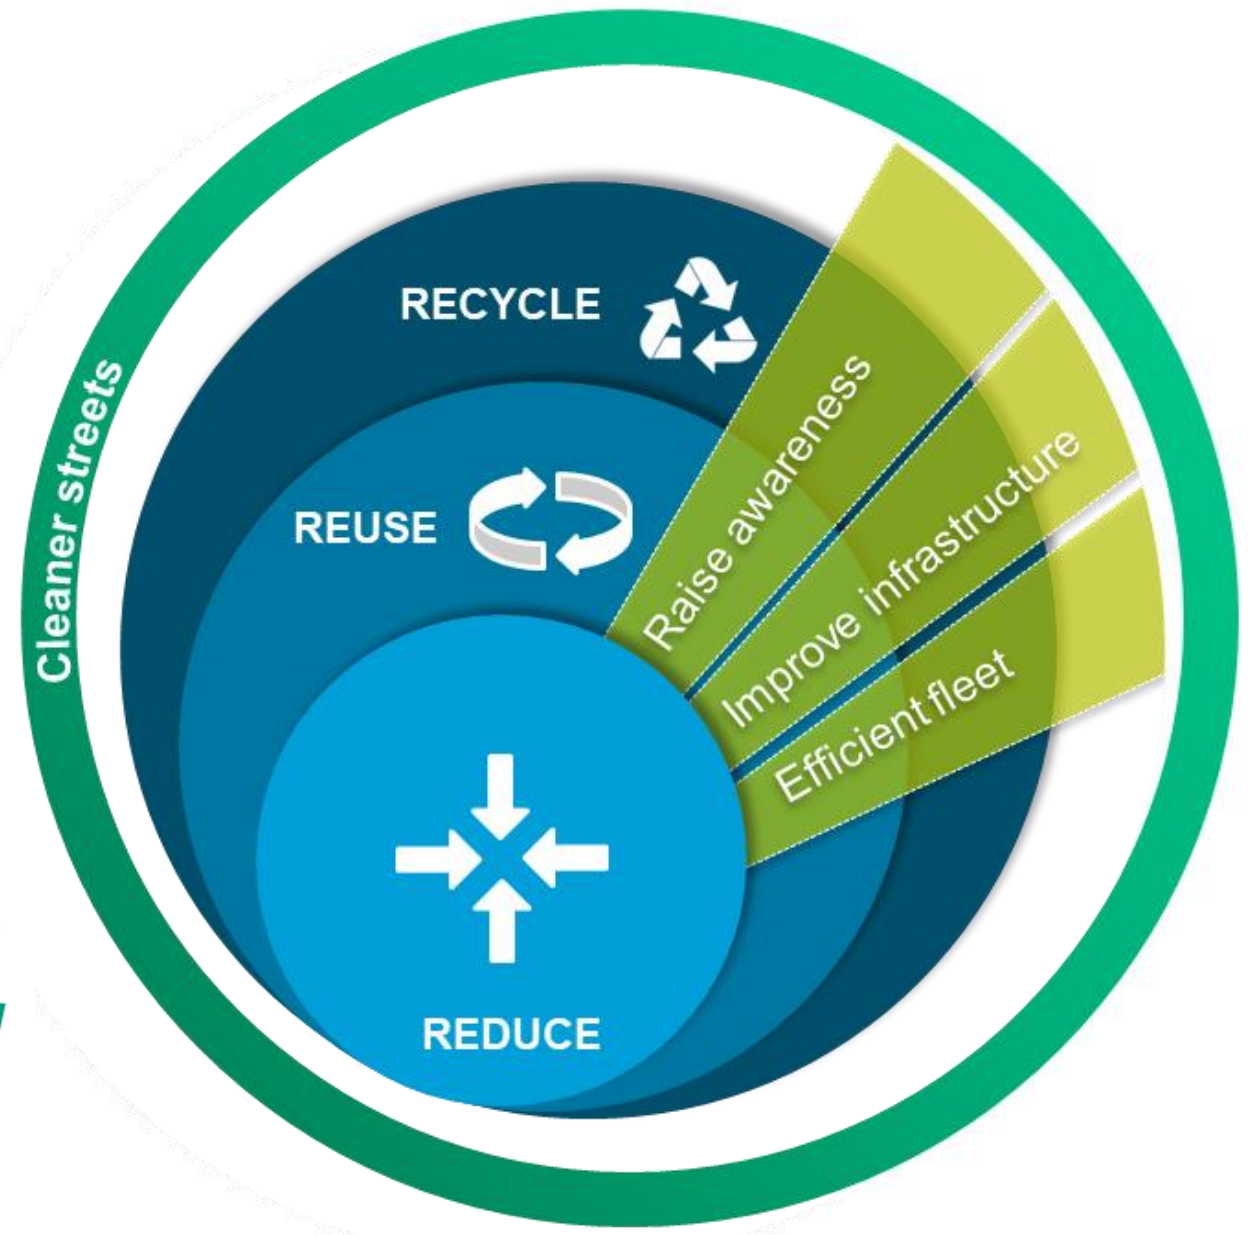 Cleaner streets
RECYCLE
REUSE
REDUCE
Raise awareness
Improve infrastructure
Efficient fleet